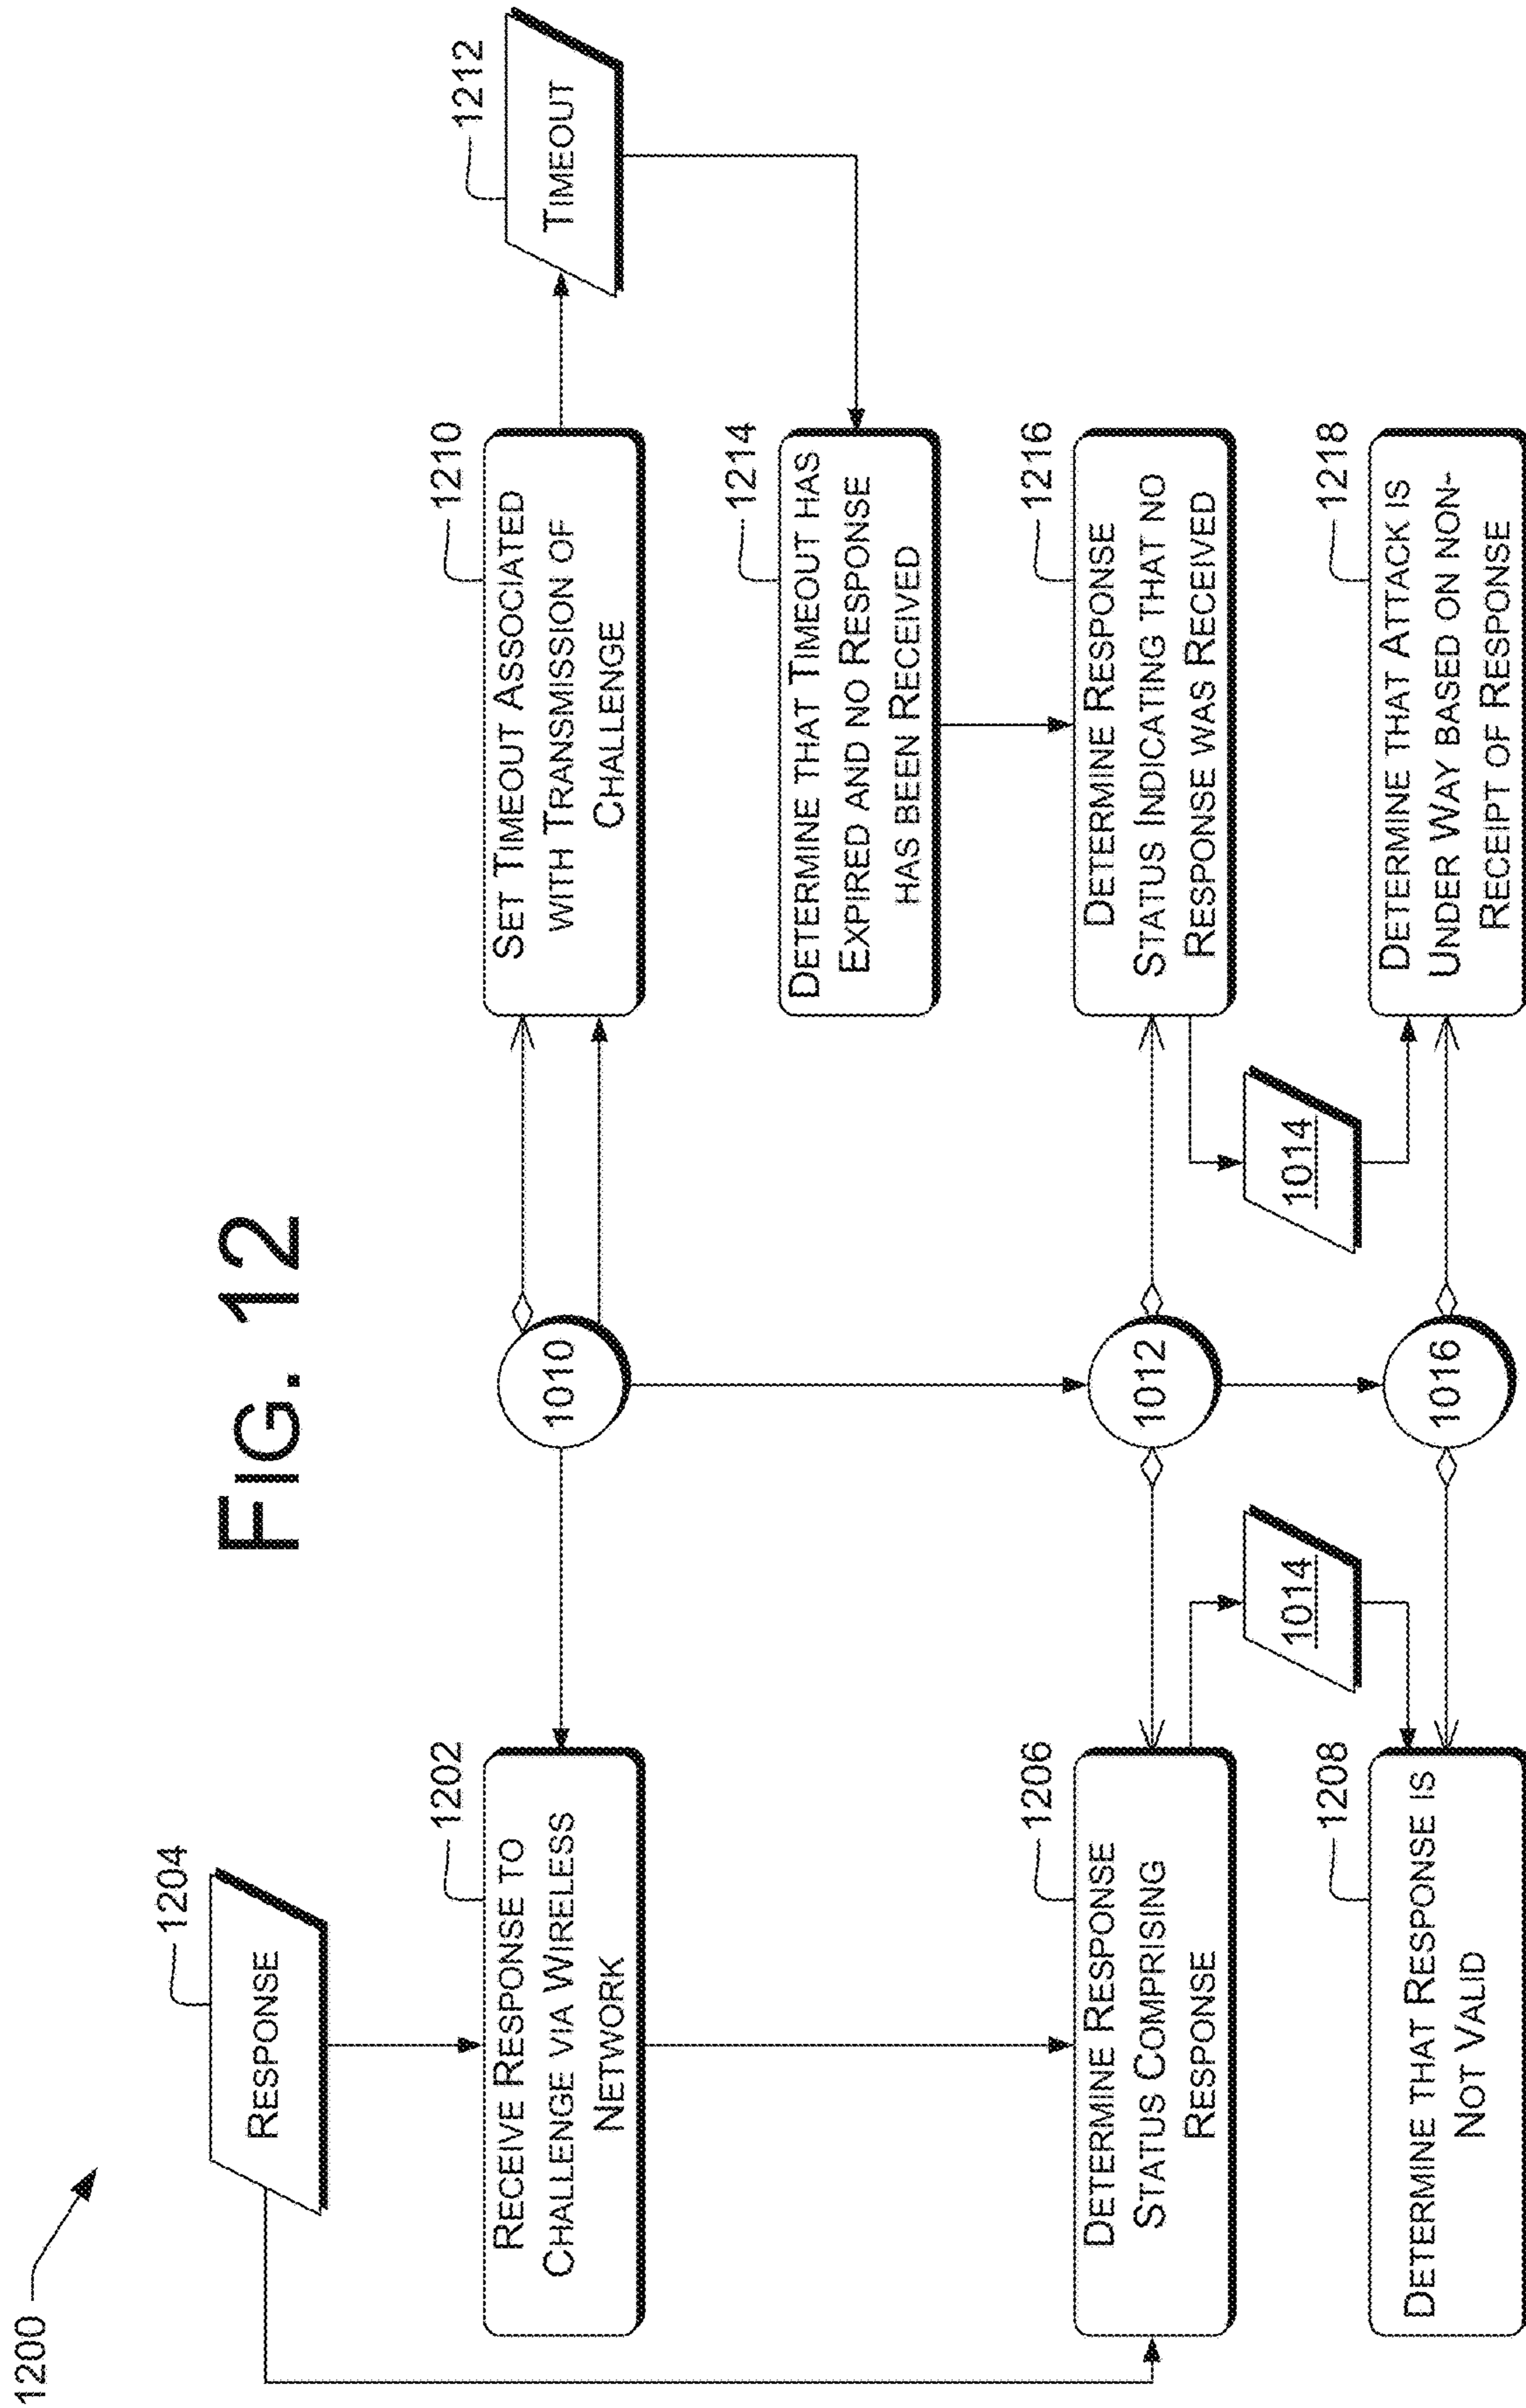 1200
FIG. 12
1204
RESPONSE
1202
RECEIVE RESPONSE TO
CHALLENGE VIA WIRELESS
NETWORK
1010
1210
SET TIMEOUT ASSOCIATED
WITH TRANSMISSION OF
CHALLENGE
1212
TIMEOUT
1214
DETERMINE THAT TIMEOUT HAS
EXPIRED AND NO RESPONSE
HAS BEEN RECEIVED
1206
DETERMINE RESPONSE
STATUS COMPRISING
RESPONSE
1012
1216
DETERMINE RESPONSE
STATUS INDICATING THAT NO
RESPONSE WAS RECEIVED
1014
1014
1208
DETERMINE THAT RESPONSE IS
NOT VALID
1016
1218
DETERMINE THAT ATTACK IS
UNDER WAY BASED ON NON-
RECEIPT OF RESPONSE